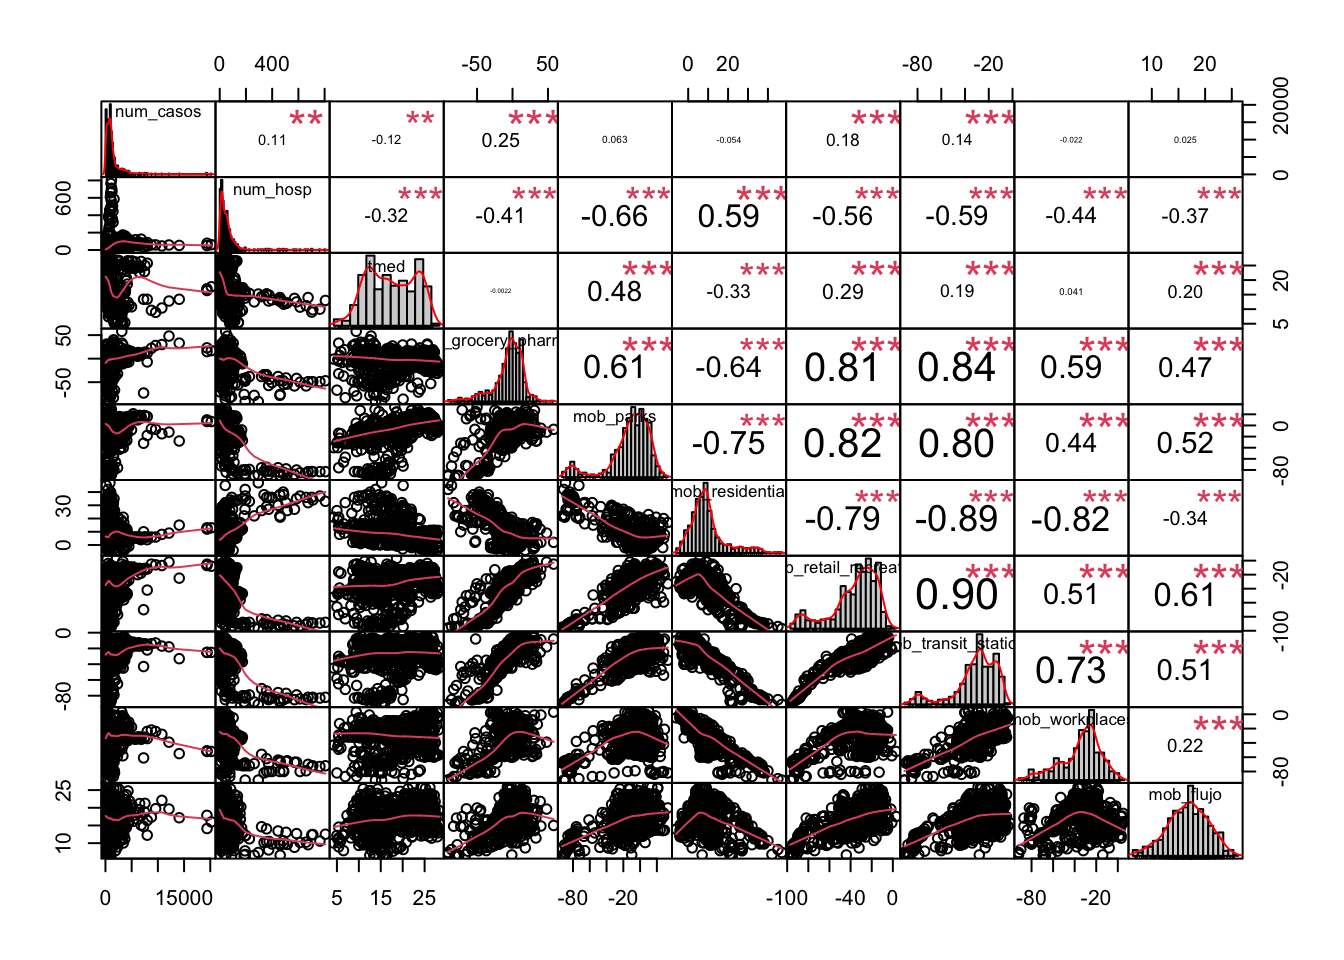 0 400 -50 50 0 20 -80 -20 10 20
num_casos ** 0.11 ** -0.12 *** 0.25 0.063 -0.054 *** 0.18 *** 0.14 -0.022 0.025 0 20000
0 600 num_hosp *** -0.32 *** -0.41 *** -0.66 *** 0.59 *** -0.56 *** -0.59 *** -0.44 *** -0.37
tmed -0.0022 *** 0.48 *** -0.33 *** 0.29 *** 0.19 0.041 *** 0.20 5 20
-50 50 _grocery_pharm *** 0.61 *** -0.64 *** 0.81 *** 0.84 *** 0.59 *** 0.47
mob_parks *** -0.75 *** 0.82 *** 0.80 *** 0.44 *** 0.52 -80 0
0 30 mob_residentia *** -0.79 *** -0.89 *** -0.82 *** -0.34
b_retail_recreat *** 0.90 *** 0.51 *** 0.61 -100 -20
-80 0 b_transit_static *** 0.73 *** 0.51
mob_workplaces *** 0.22 -80 0
10 25 mob_flujo
0 15000 5 15 25 -80 -20 -100 -40 0 -80 -20